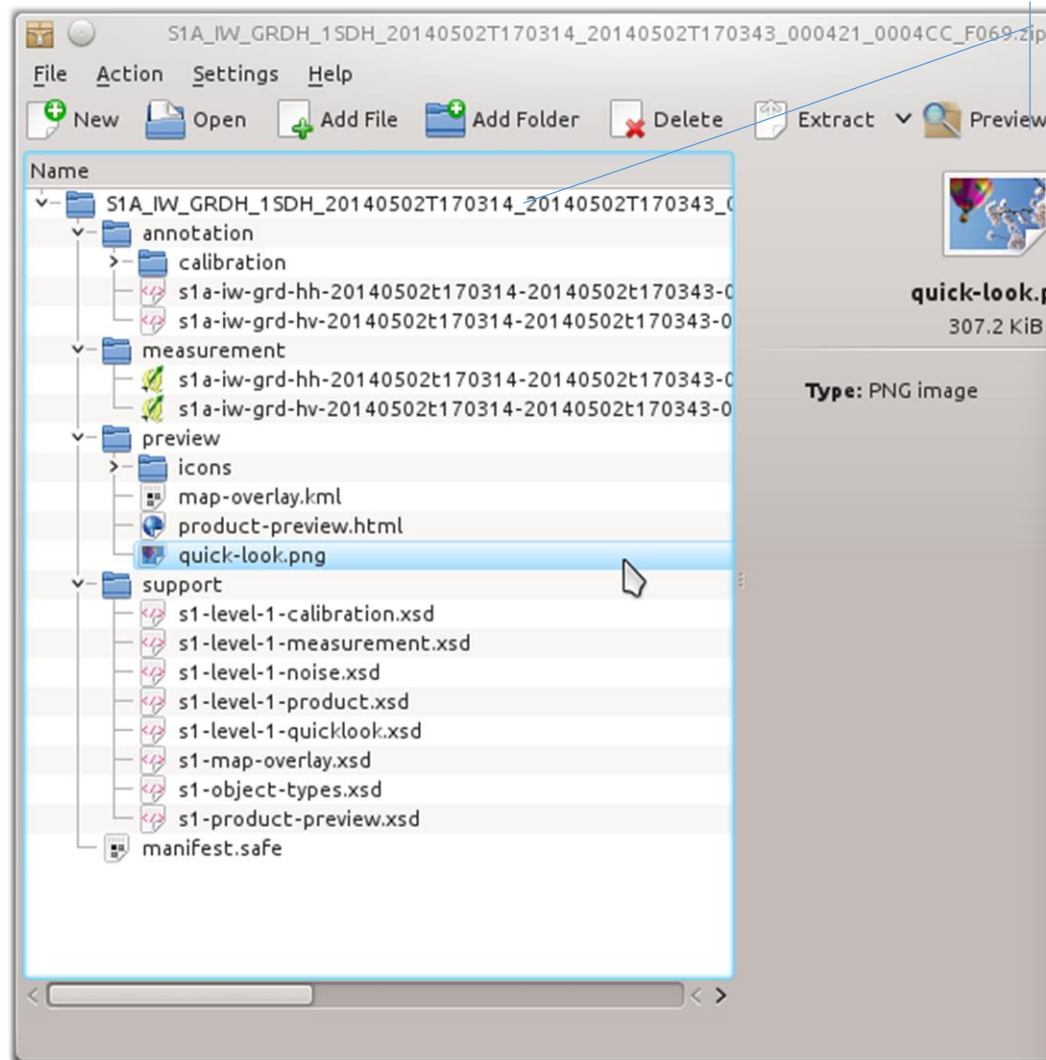 S1A_IW_GRDH_1SDH_20140502T170314_20140502T170343_000421_0004CC_F069.zip
File Action Settings Help
New Open Add File Add Folder Delete Extract Preview
Name
S1A_IW_GRDH_1SDH_20140502T170314_20140502T170343_0
annotation
calibration
s1a-iw-grd-hh-20140502t170314-20140502t170343-0
s1a-iw-grd-hv-20140502t170314-20140502t170343-0
measurement
s1a-iw-grd-hh-20140502t170314-20140502t170343-0
s1a-iw-grd-hv-20140502t170314-20140502t170343-0
preview
icons
map-overlay.kml
product-preview.html
quick-look.png
support
s1-level-1-calibration.xsd
s1-level-1-measurement.xsd
s1-level-1-noise.xsd
s1-level-1-product.xsd
s1-level-1-quicklook.xsd
s1-map-overlay.xsd
s1-object-types.xsd
s1-product-preview.xsd
manifest.safe
quick-look.p
307.2 KiB
Type: PNG image